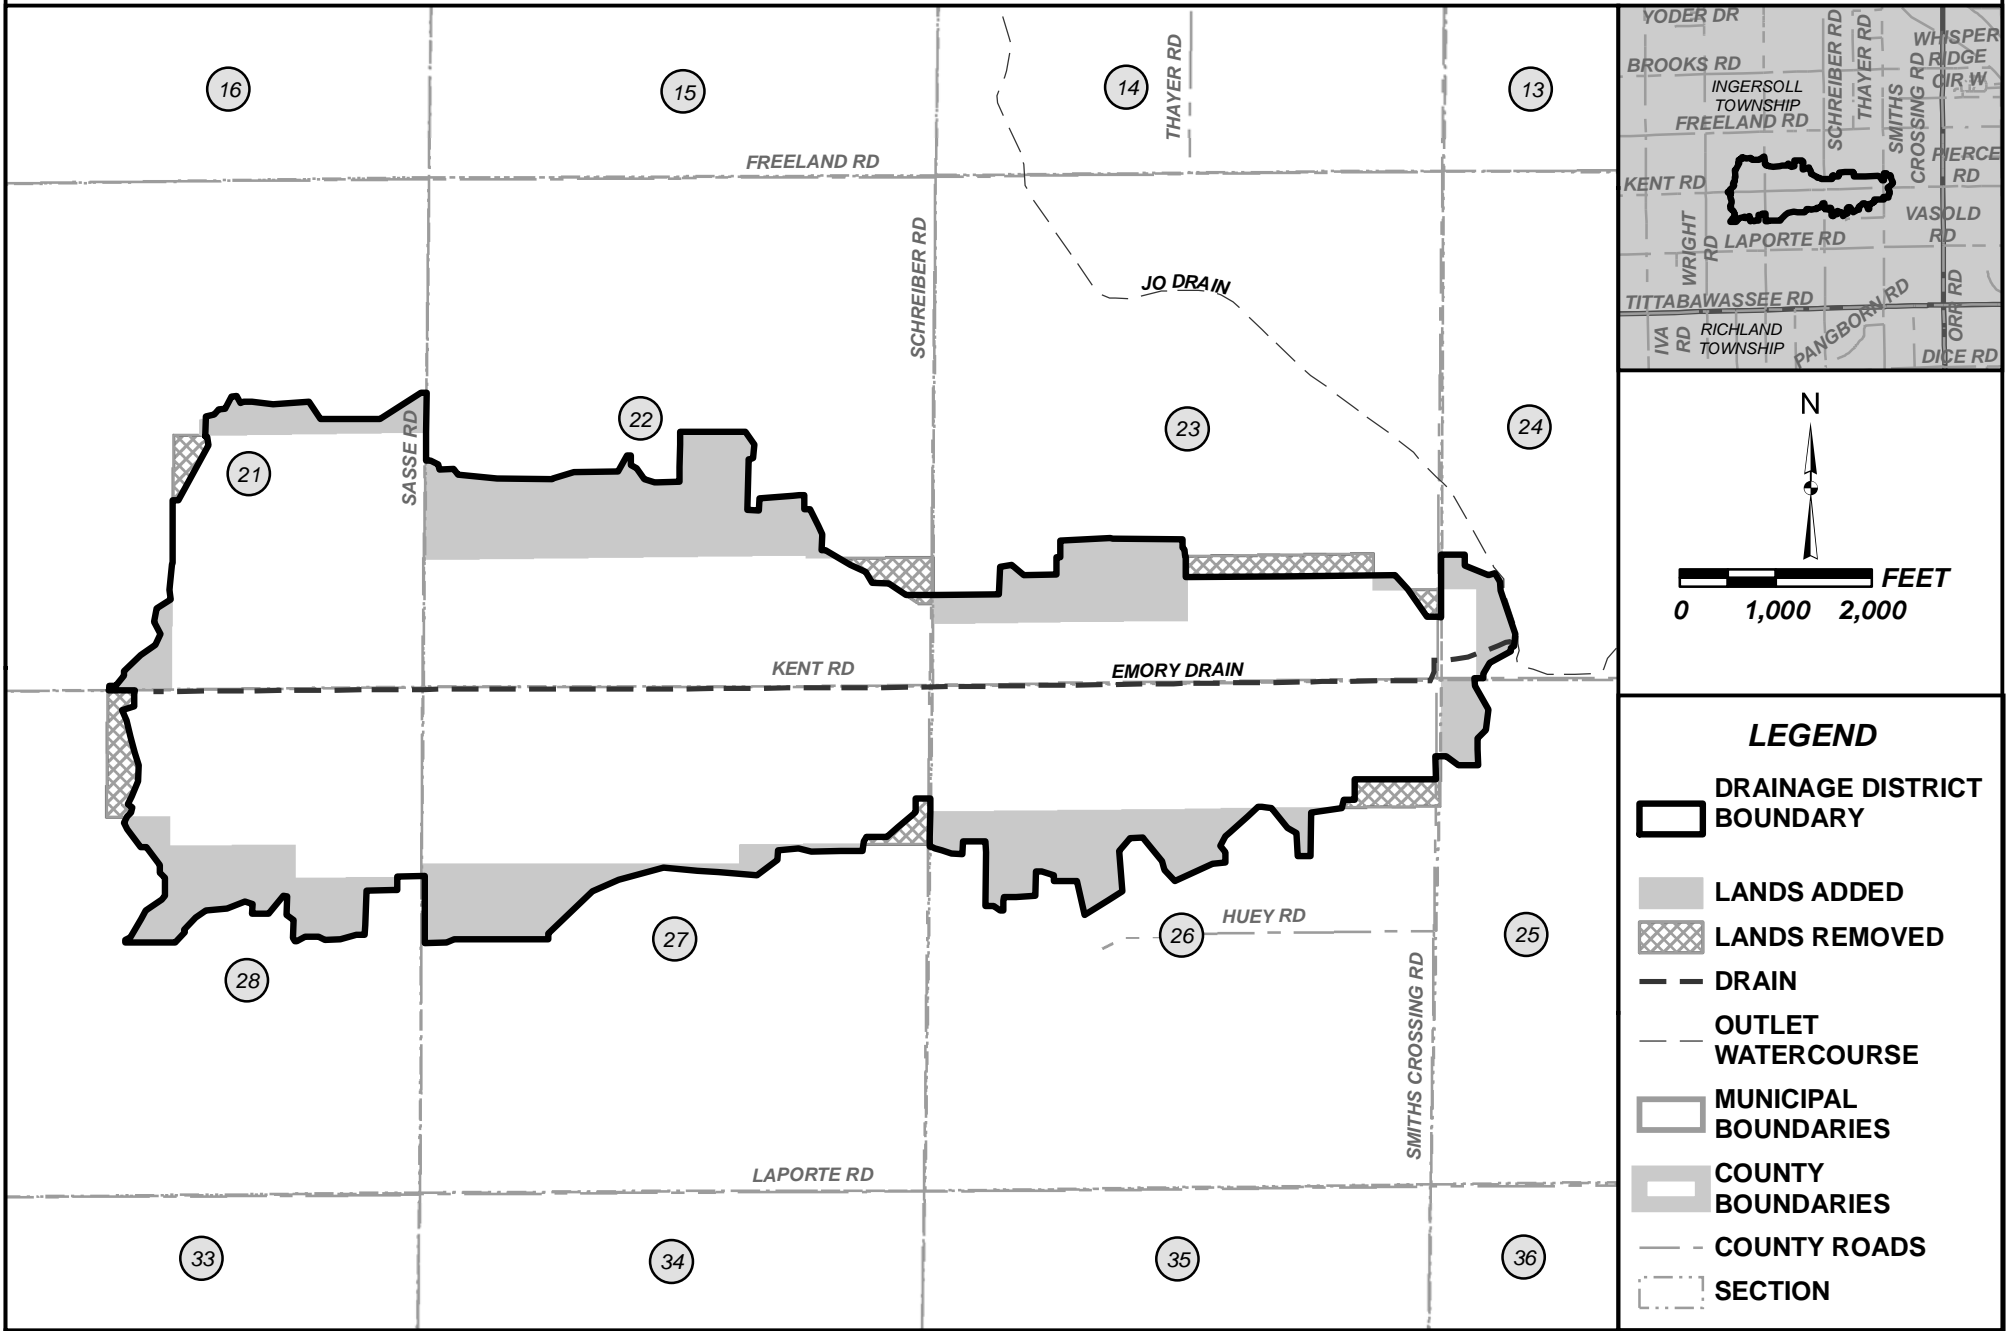 16
15
14
13
THAYER RD
FREELAND RD
SCHREIBER RD
JO DRAIN
22
23
24
21
SASSE RD
KENT RD
EMORY DRAIN
HUEY RD
28
27
26
25
SMITHS CROSSING RD
LAPORTE RD
33
34
35
36
YODER DR
BROOKS RD
INGERSOLL
TOWNSHIP
FREELAND RD
SCHREIBER RD
THAYER RD
SMITHS
CROSSING RD
WHISPER
RIDGE
CIR W
PIERCE
RD
KENT RD
VASOLD
RD
WRIGHT
RD
LAPORTE RD
TITTABAWASSEE RD
IVA
RD
RICHLAND
TOWNSHIP
PANGBORN RD
ORR RD
DICE RD
N
FEET
0 1,000 2,000
LEGEND
DRAINAGE DISTRICT
BOUNDARY
LANDS ADDED
LANDS REMOVED
DRAIN
OUTLET
WATERCOURSE
MUNICIPAL
BOUNDARIES
COUNTY
BOUNDARIES
COUNTY ROADS
SECTION